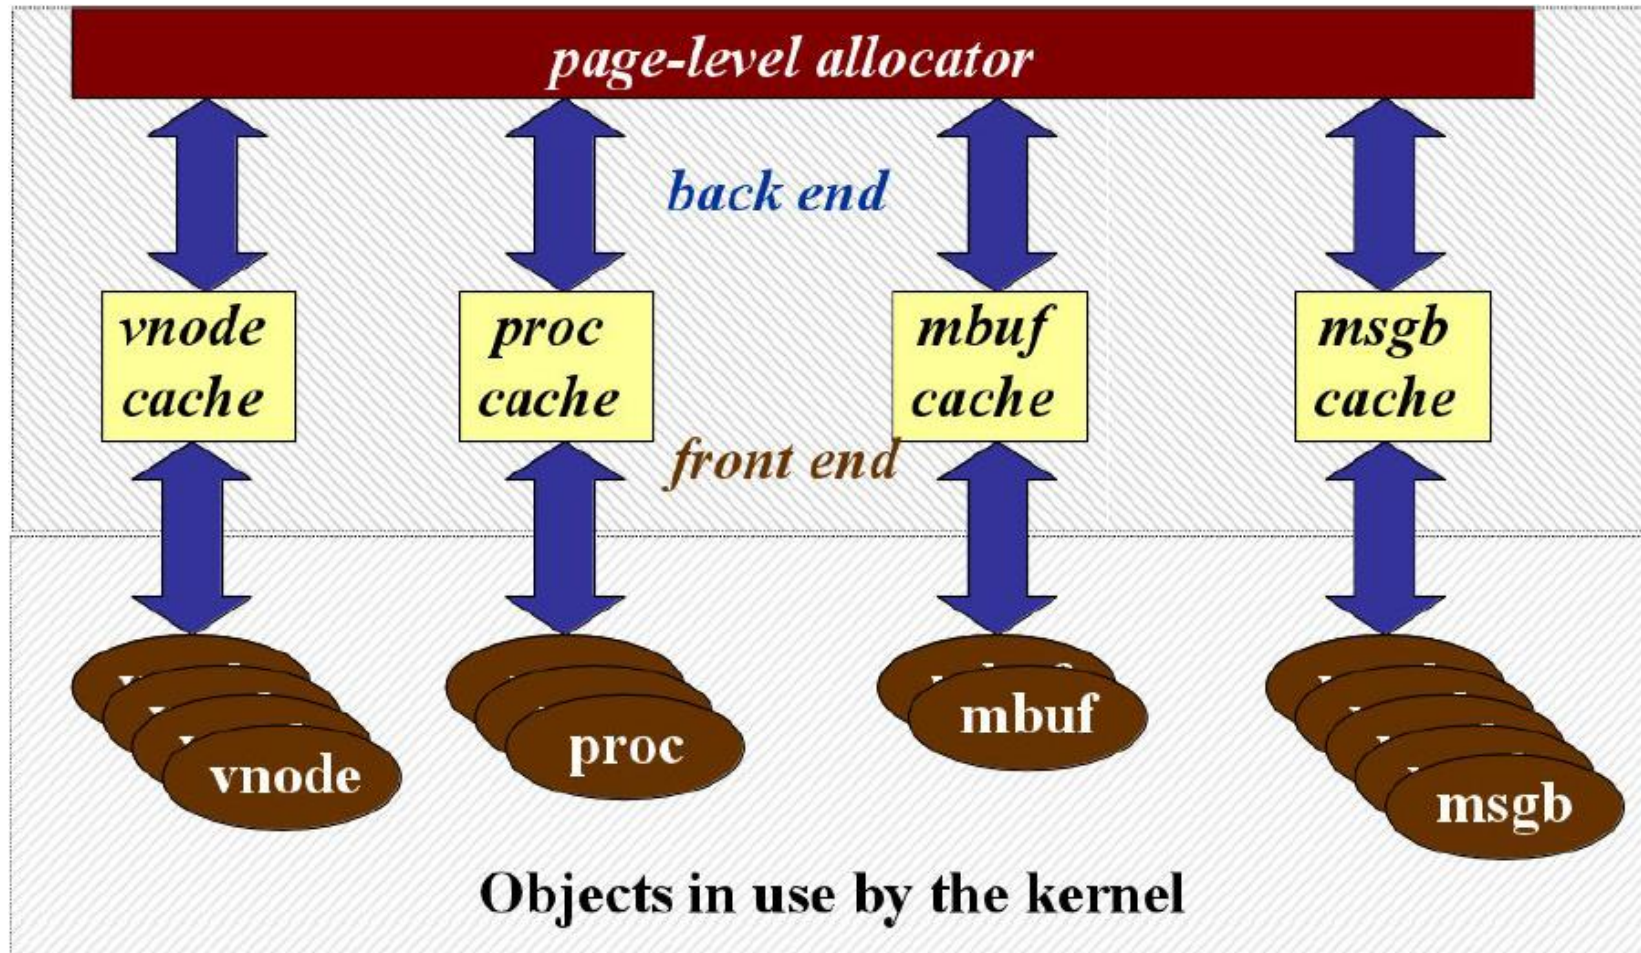 page-level allocator
back end
vnode
cache
proc
cache
mbuf
cache
msgb
cache
front end
vnode
proc
mbuf
msgb
Objects in use by the kernel